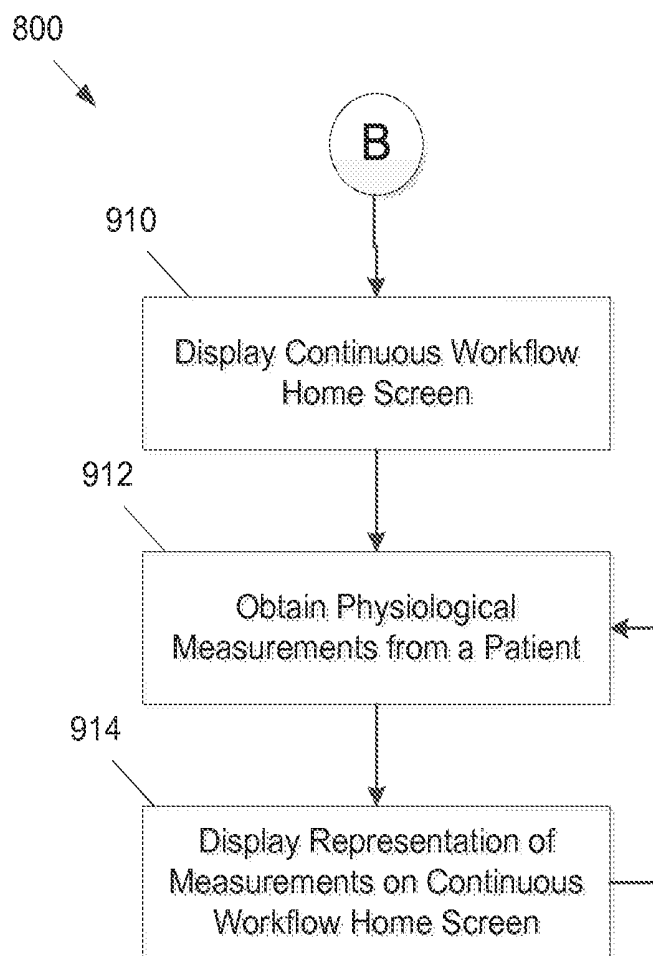 800
B
910
Display Continuous Workflow
Home Screen
912
Obtain Physiological
Measurements from a Patient
914
Display Representation of
Measurements on Continuous
Workflow Home Screen